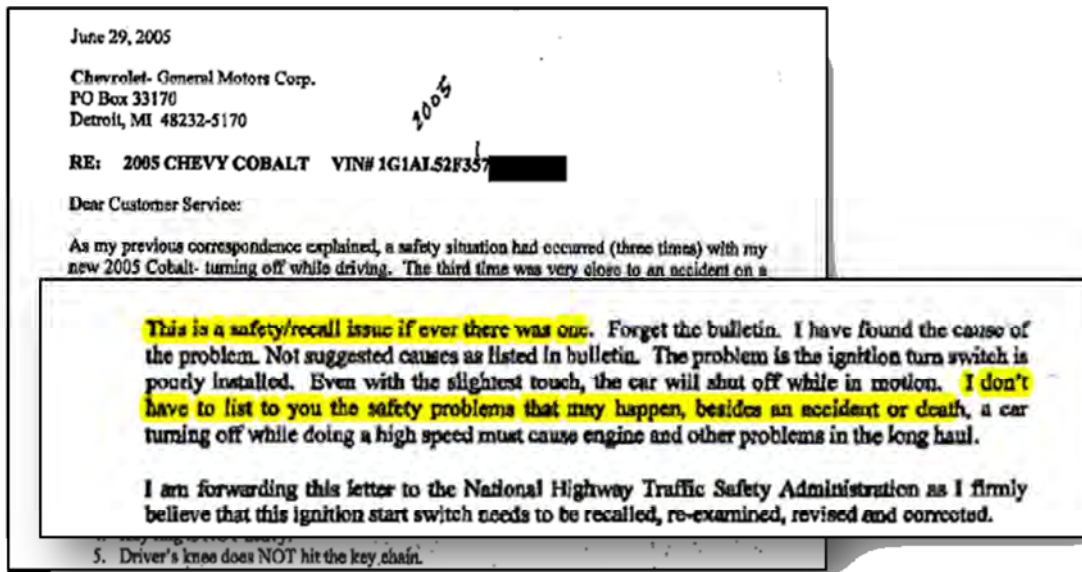 June 29, 2005
Chevrolet- General Motors Corp.
PO Box 33170
Detroit, MI 48232-5170
2005
RE: 2005 CHEVY COBALT VIN# 1G1AL52F357
Dear Customer Service:
As my previous correspondence explained, a safety situation had occurred (three times) with my
new 2005 Cobalt- turning off while driving. The third time was very close to an accident on a
This is a safety/recall issue if ever there was one. Forget the bulletin. I have found the cause of
the problem. Not suggested causes as listed in bulletin. The problem is the ignition turn switch is
poorly installed. Even with the slightest touch, the car will shut off while in motion. I don't
have to list to you the safety problems that may happen, besides an accident or death, a car
turning off while doing a high speed must cause engine and other problems in the long haul.
I am forwarding this letter to the National Highway Traffic Safety Administration as I firmly
believe that this ignition start switch needs to be recalled, re-examined, revised and corrected.
5. Driver's knee does NOT hit the key chain.